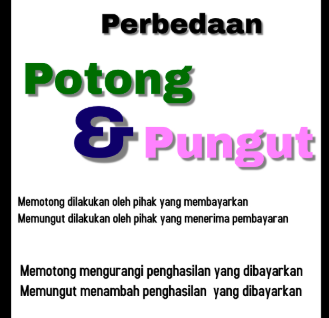 Perbedaan
Potong
& Pungut
Memotong dilakukan oleh pihak yang membayarkan
Memungut dilakukan oleh pihak yang menerima pembayaran
Memotong mengurangi penghasilan yang dibayarkan
Memungut menambah penghasilan yang dibayarkan